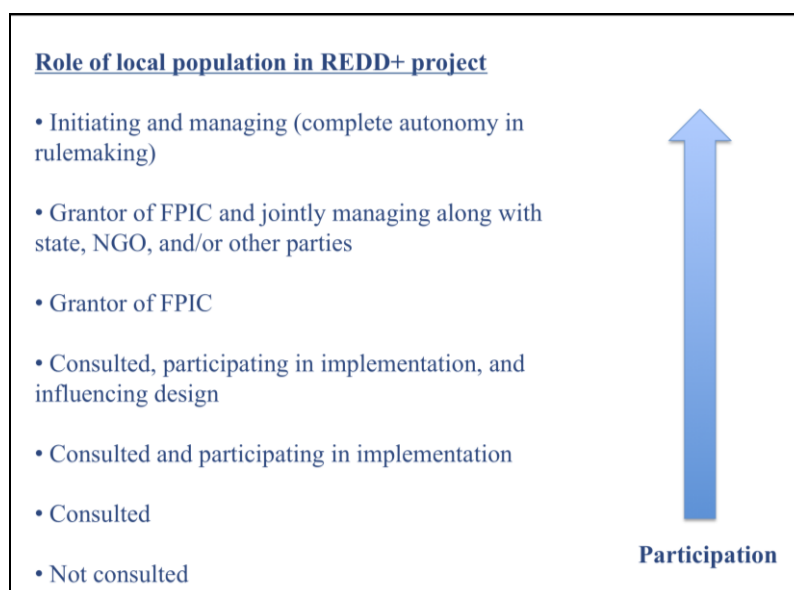 Role of local population in REDD+ project
• Initiating and managing (complete autonomy in
rulemaking)
• Grantor of FPIC and jointly managing along with
state, NGO, and/or other parties
• Grantor of FPIC
• Consulted, participating in implementation, and
influencing design
• Consulted and participating in implementation
• Consulted
• Not consulted
Participation